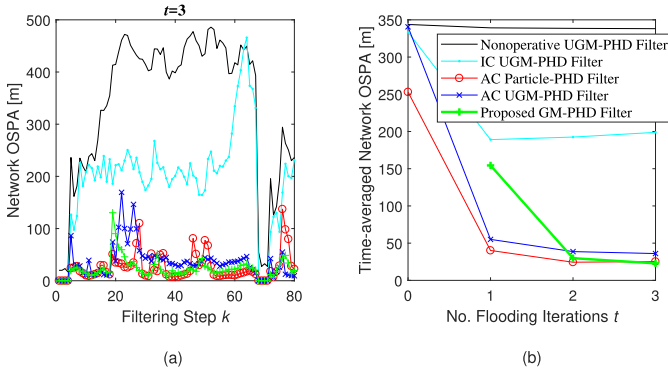 t=3
500
400
300
200
100
0
0
20
40
60
80
Network OSPA [m]
Filtering Step k
(a)
350
300
250
200
150
100
50
0
0
1
2
3
Time-averaged Network OSPA [m]
No. Flooding Iterations t
Nonoperative UGM-PHD Filter
IC UGM-PHD Filter
AC Particle-PHD Filter
AC UGM-PHD Filter
Proposed GM-PHD Filter
(b)